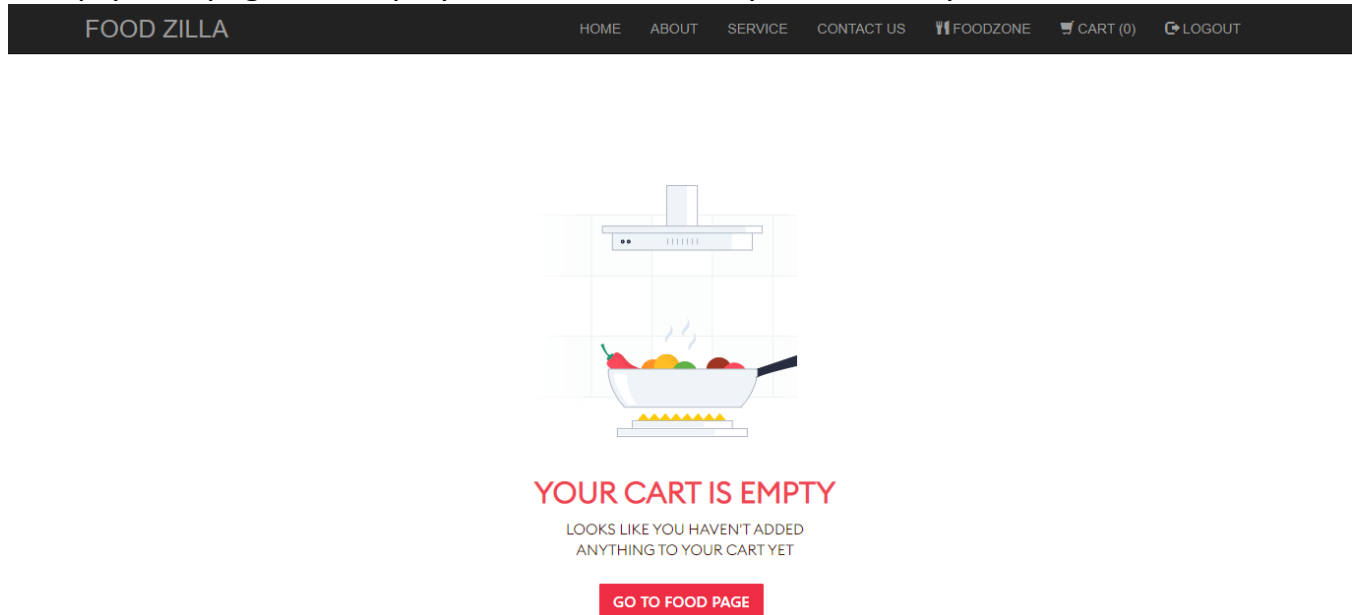 FOOD ZILLA HOME ABOUT SERVICE CONTACT US FOODZONE CART (0) LOGOUT
YOUR CART IS EMPTY
LOOKS LIKE YOU HAVEN'T ADDED
ANYTHING TO YOUR CART YET
GO TO FOOD PAGE